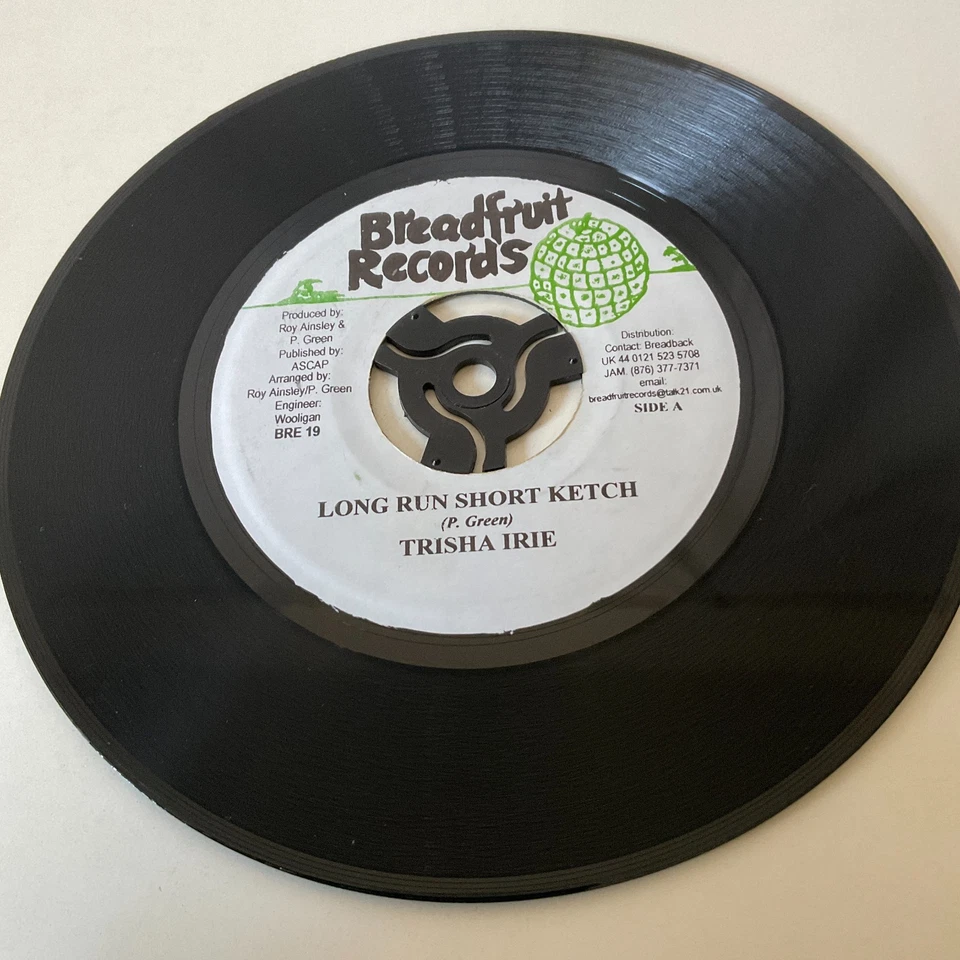 Breadfruit
Records
Produced by:
Roy Ainsley &
P. Green
Published by:
ASCAP
Arranged by:
Roy Ainsley/P. Green
Engineer:
Wooligan
BRE 19
Distribution:
Contact: Breadback
UK 44 0121 523 5708
JAM. (876) 377-7371
email:
breadfruitrecords@talk21.com.uk
SIDE A
LONG RUN SHORT KETCH
(P. Green)
TRISHA IRIE